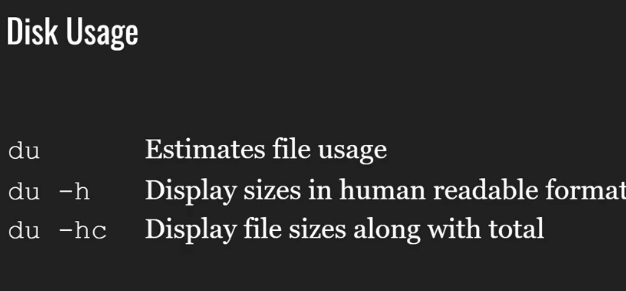 Disk Usage
du Estimates file usage
du -h Display sizes in human readable format
du -hc Display file sizes along with total